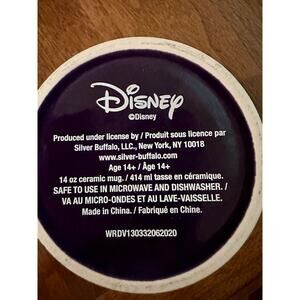 Disney
©Disney
Produced under license by / Produit sous licence par
Silver Buffalo, LLC., New York, NY 10018
www.silver-buffalo.com
Age 14+ / Âge 14+
14 oz ceramic mug. / 414 ml tasse en céramique.
SAFE TO USE IN MICROWAVE AND DISHWASHER. /
VA AU MICRO-ONDES ET AU LAVE-VAISSELLE.
Made in China. / Fabriqué en Chine.
WRDV130332062020